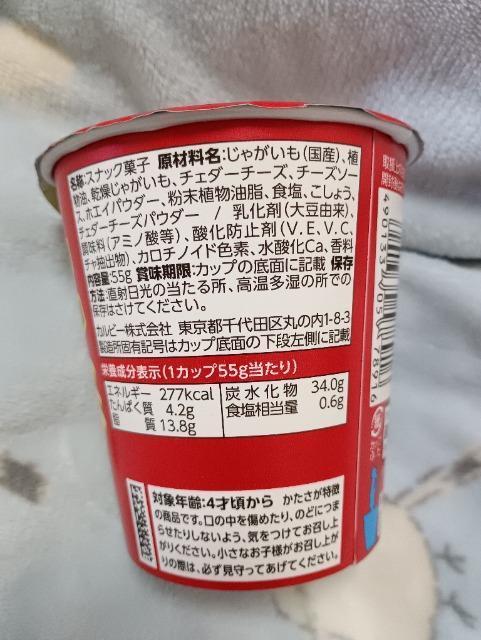 名称:スナック菓子 原材料名:じゃがいも(国産)、植
物油、乾燥じゃがいも、チェダーチーズ、チーズソー
ス、ホエイパウダー、粉末植物油脂、食塩、こしょう、
チェダーチーズパウダー / 乳化剤(大豆由来)、
調味料(アミノ酸等)、酸化防止剤(V.E、V.C、
チャ抽出物)、カロチノイド色素、水酸化Ca、香料
内容量:55g 賞味期限:カップの底面に記載 保存
方法:直射日光の当たる所、高温多湿の所での
保存はさけてください。
カルビー株式会社 東京都千代田区丸の内1-8-3
製造所固有記号はカップ底面の下段左側に記載
栄養成分表示(1カップ55g当たり)
エネルギー 277kcal
たんぱく質 4.2g
脂質 13.8g
炭水化物 34.0g
食塩相当量 0.6g
対象年齢:4才頃から かたさが特徴
の商品です。口の中を傷めたり、のどにつま
らせたりしないよう、気をつけてお召し上
がりください。小さなお子様がお召し上が
りの際は、必ず見守ってあげてください。